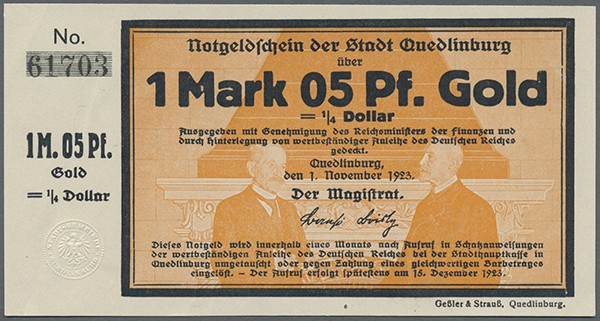 No.
61703
1 M. 05 Pf.
Gold
= 1/4 Dollar
Notgeldschein der Stadt Quedlinburg
über
1 Mark 05 Pf. Gold
= 1/4 Dollar
Ausgegeben mit Genehmigung des Reichsministers der Finanzen und
durch Hinterlegung von wertbeständiger Anleihe des Deutschen Reiches
gedeckt.
Quedlinburg,
den 1. November 1923.
Der Magistrat.
Dieses Notgeld wird innerhalb eines Monats nach Aufruf in Schatzanweisungen
der wertbeständigen Anleihe des Deutschen Reiches bei der Stadthauptkasse in
Quedlinburg umgetauscht oder gegen Zahlung eines gleichwertigen Barbetrages
eingelöst. – Der Aufruf erfolgt spätestens am 15. Dezember 1923.
Geßler & Strauß, Quedlinburg.